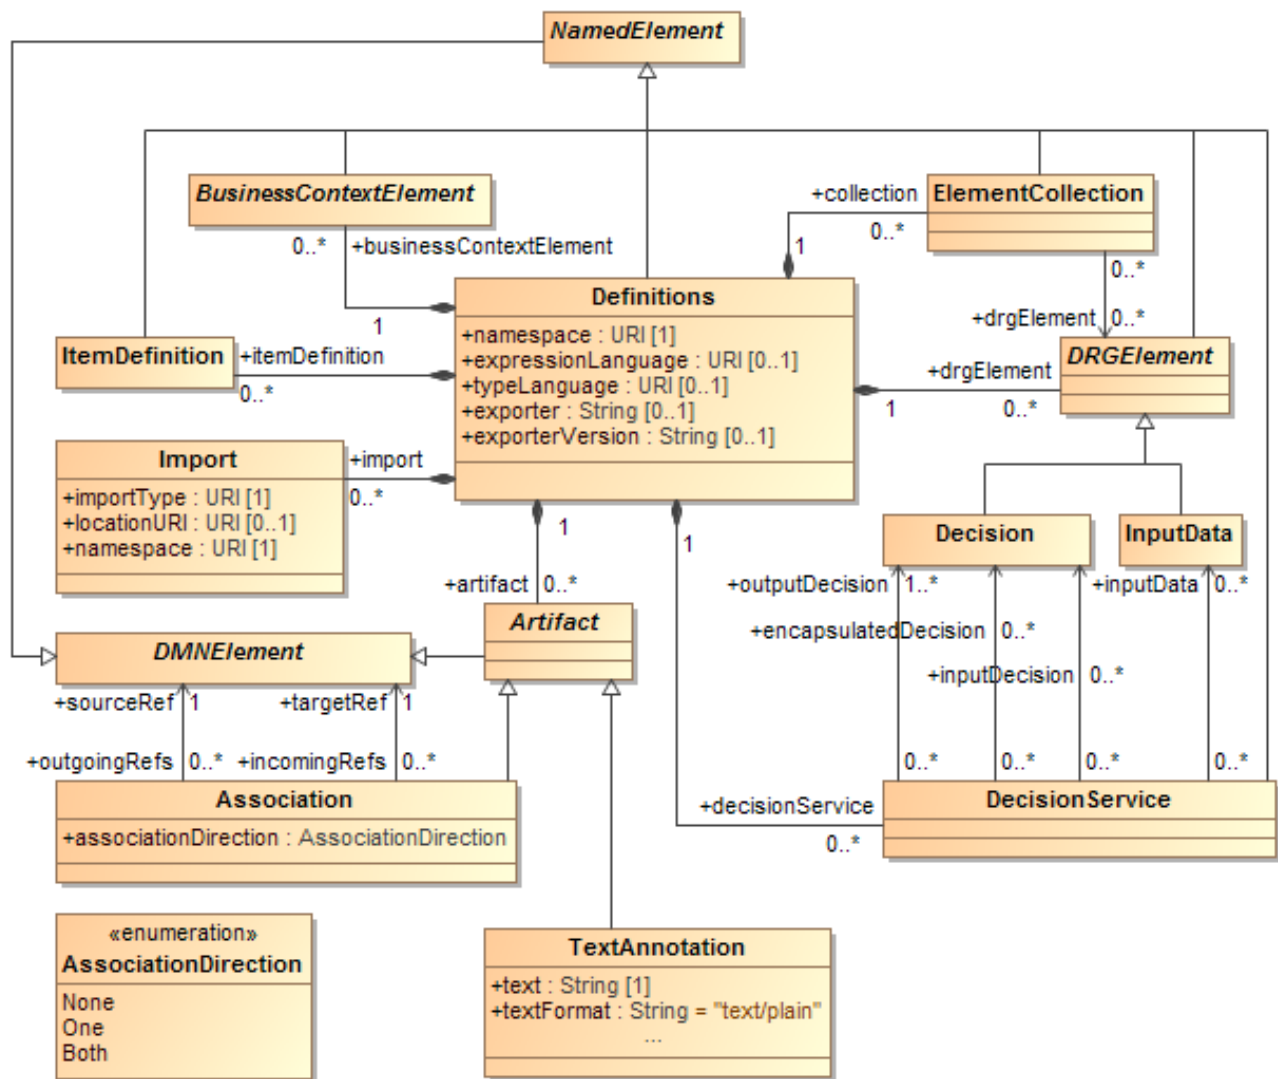 NamedElement
BusinessContextElement
0..*
+businessContextElement
1
+collection
0..*
1
ElementCollection
0..*
+drgElement
0..*
Definitions
+namespace : URI [1]
+expressionLanguage : URI [0..1]
+typeLanguage : URI [0..1]
+exporter : String [0..1]
+exporterVersion : String [0..1]
ItemDefinition
+itemDefinition
0..*
DRGElement
+drgElement
1
0..*
Import
+importType : URI [1]
+locationURI : URI [0..1]
+namespace : URI [1]
+import
0..*
1
+artifact
0..*
1
Decision
InputData
+outputDecision
1..*
+inputData
0..*
+encapsulatedDecision
0..*
+inputDecision
0..*
Artifact
DMNElement
+sourceRef
1
+targetRef
1
+outgoingRefs
0..*
+incomingRefs
0..*
0..*
0..*
0..*
0..*
Association
+associationDirection : AssociationDirection
+decisionService
0..*
DecisionService
«enumeration»
AssociationDirection
None
One
Both
TextAnnotation
+text : String [1]
+textFormat : String = "text/plain"
...